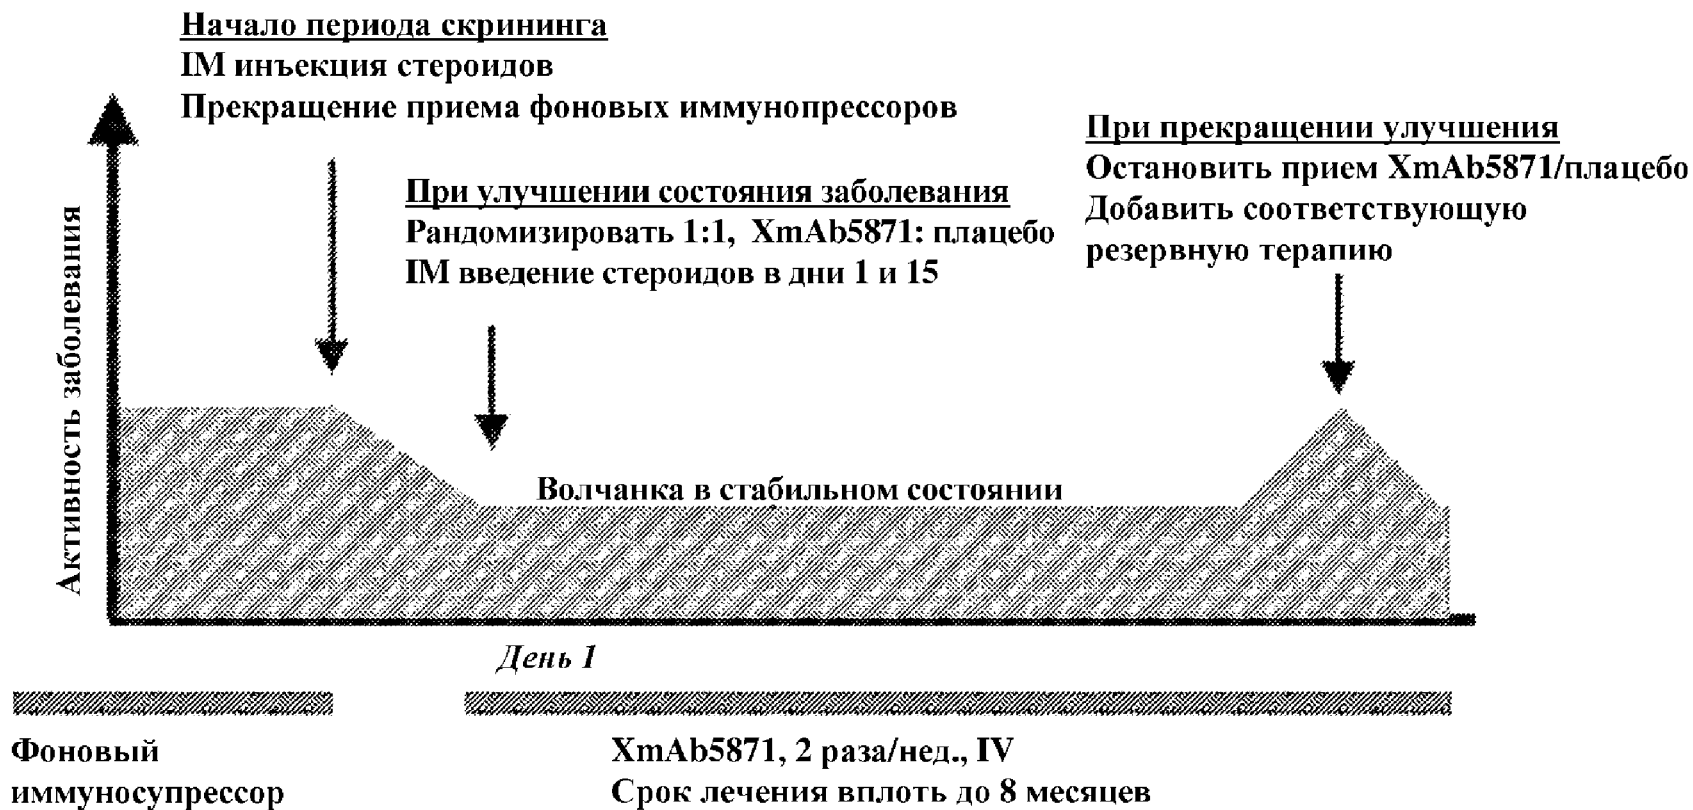 Начало периода скрининга
IM инъекция стероидов
Прекращение приема фоновых иммунопрессоров
При прекращении улучшения
Остановить прием XmAb5871/плацебо
Добавить соответствующую
резервную терапию
При улучшении состояния заболевания
Рандомизировать 1:1, XmAb5871: плацебо
IM введение стероидов в дни 1 и 15
Активность заболевания
Волчанка в стабильном состоянии
День 1
Фоновый
иммуносупрессор
XmAb5871, 2 раза/нед., IV
Срок лечения вплоть до 8 месяцев